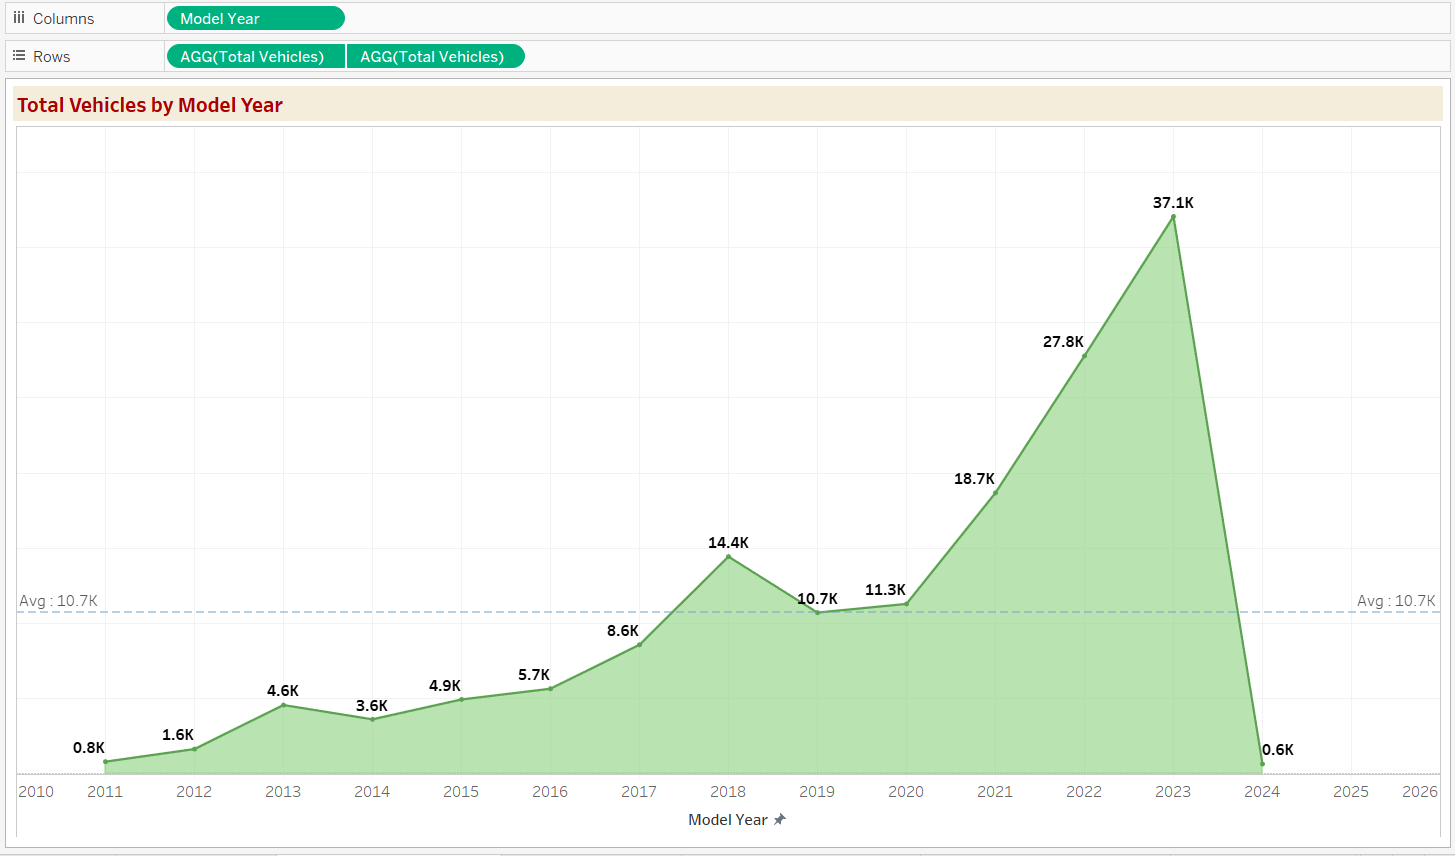 Columns
Model Year
Rows
AGG(Total Vehicles)
AGG(Total Vehicles)
Total Vehicles by Model Year
37.1K
27.8K
18.7K
14.4K
Avg : 10.7K
10.7K
11.3K
Avg : 10.7K
8.6K
5.7K
4.9K
4.6K
3.6K
1.6K
0.8K
0.6K
2010 2011 2012 2013 2014 2015 2016 2017 2018 2019 2020 2021 2022 2023 2024 2025 2026
Model Year